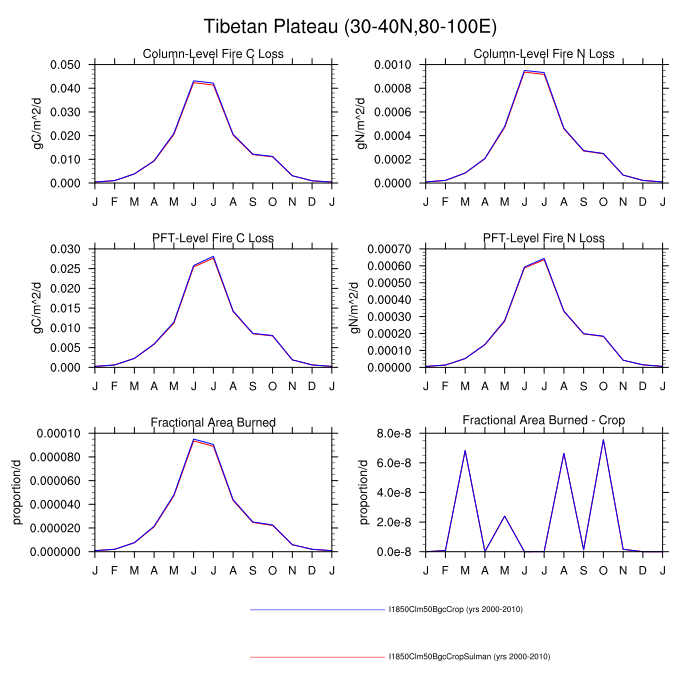 Tibetan Plateau (30-40N,80-100E)
Column-Level Fire C Loss
gC/m^2/d
0.050
0.040
0.030
0.020
0.010
0.000
J F M A M J J A S O N D J
Column-Level Fire N Loss
gN/m^2/d
0.0010
0.0008
0.0006
0.0004
0.0002
0.0000
J F M A M J J A S O N D J
PFT-Level Fire C Loss
gC/m^2/d
0.030
0.025
0.020
0.015
0.010
0.005
0.000
J F M A M J J A S O N D J
PFT-Level Fire N Loss
gN/m^2/d
0.00070
0.00060
0.00050
0.00040
0.00030
0.00020
0.00010
0.00000
J F M A M J J A S O N D J
Fractional Area Burned
proportion/d
0.00010
0.000080
0.000060
0.000040
0.000020
0.000000
J F M A M J J A S O N D J
Fractional Area Burned - Crop
proportion/d
8.0e-8
6.0e-8
4.0e-8
2.0e-8
0.0e-8
J F M A M J J A S O N D J
I1850Clm50BgcCrop (yrs 2000-2010)
I1850Clm50BgcCropSulman (yrs 2000-2010)